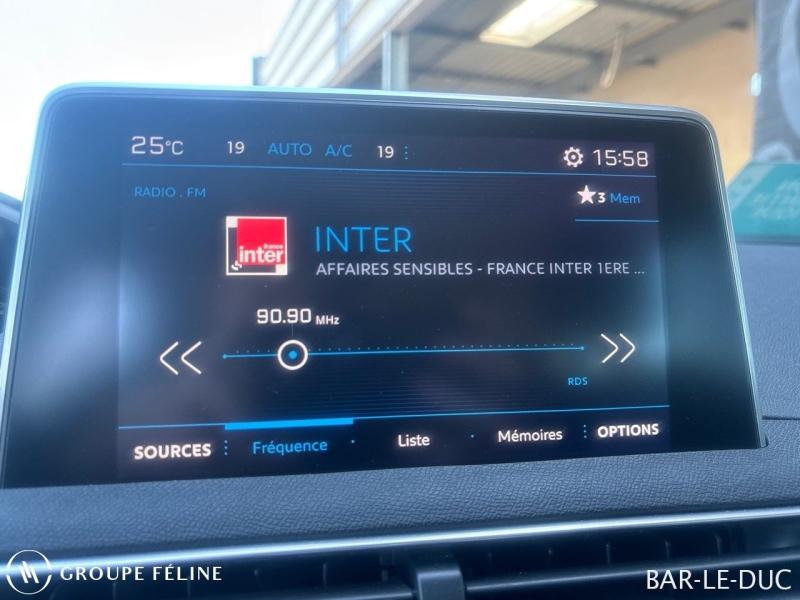 25°C 19 AUTO A/C 19 15:58
RADIO . FM
3 Mem
france
inter
INTER
AFFAIRES SENSIBLES - FRANCE INTER 1ERE ...
90.90 MHz
RDS
SOURCES Fréquence Liste Mémoires OPTIONS
GROUPE FÉLINE
BAR-LE-DUC